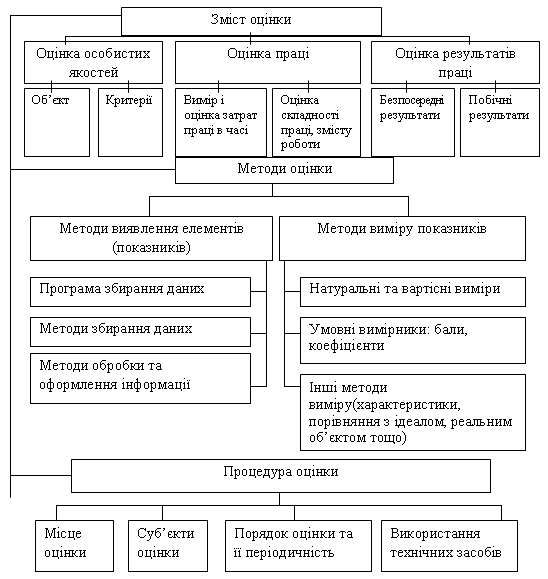 Зміст оцінки
Оцінка особистих
якостей
Оцінка праці
Оцінка результатів
праці
Об’єкт
Критерії
Вимір і
оцінка затрат
праці в часі
Оцінка
складності
праці, змісту
роботи
Безпосередні
результати
Побічні
результати
Методи оцінки
Методи виявлення елементів
(показників)
Методи виміру показників
Програма збирання даних
Методи збирання даних
Методи обробки та
оформлення інформації
Натуральні та вартісні виміри
Умовні вимірники: бали,
коефіцієнти
Інші методи
виміру(характеристики,
порівняння з ідеалом, реальним
об’єктом тощо)
Процедура оцінки
Місце
оцінки
Суб’єкти
оцінки
Порядок оцінки та
її періодичність
Використання
технічних засобів